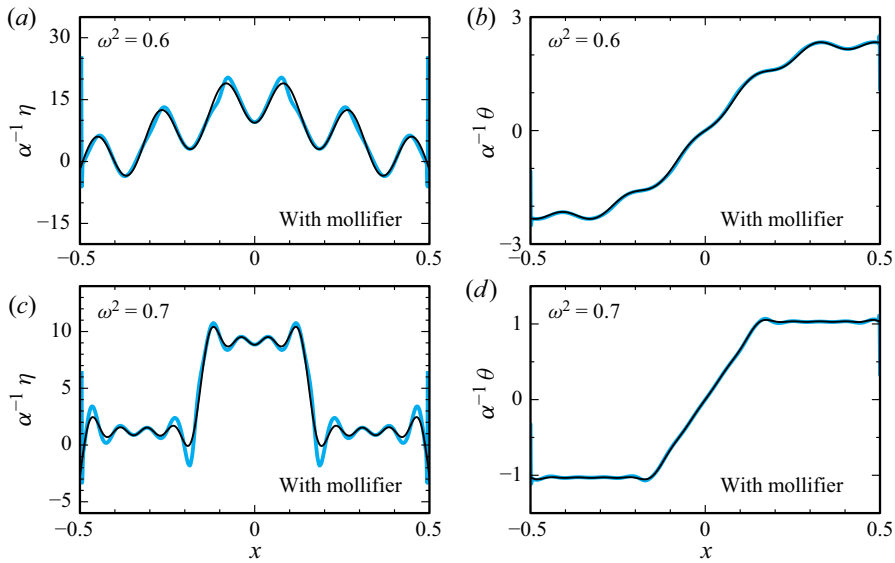 (a)
ω² = 0.6
30
15
0
−15
α⁻¹ η
With mollifier
−0.5
0
0.5
x
(b)
ω² = 0.6
3
0
−3
α⁻¹ θ
With mollifier
−0.5
0
0.5
x
(c)
ω² = 0.7
10
5
0
−5
α⁻¹ η
With mollifier
−0.5
0
0.5
x
(d)
ω² = 0.7
1
0
−1
α⁻¹ θ
With mollifier
−0.5
0
0.5
x